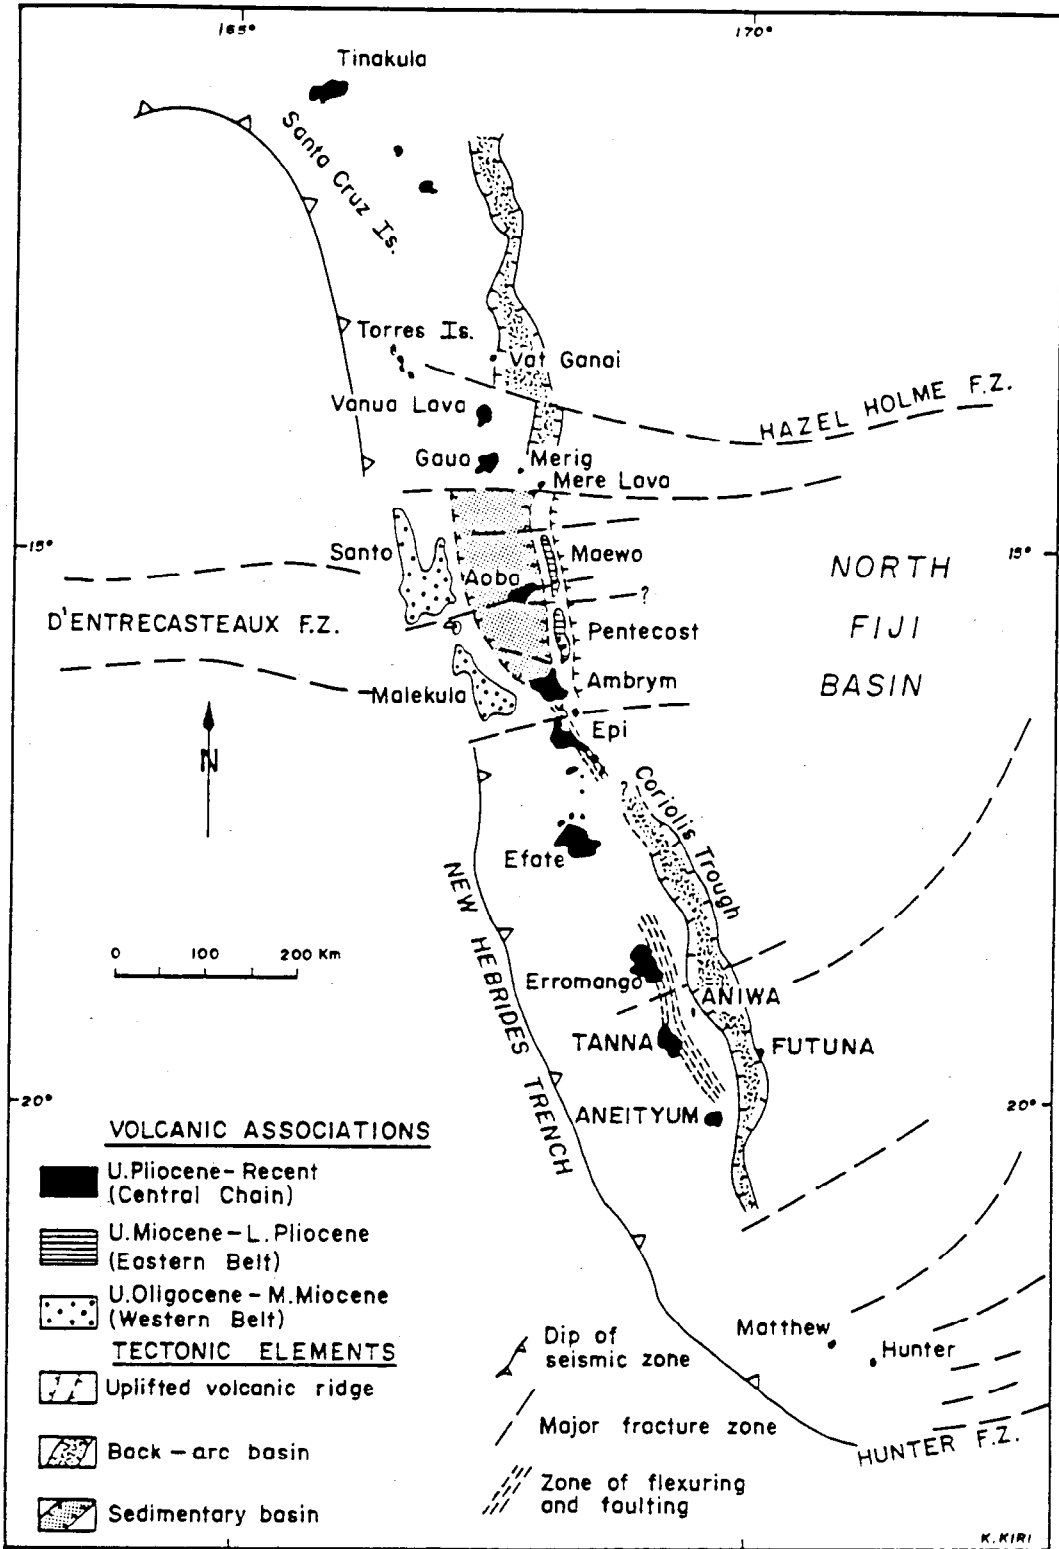 165°
170°
Tinakula
Santa Cruz Is.
Torres Is.
Vat Ganai
Vanua Lava
HAZEL HOLME F.Z.
Gaua
Merig
Mere Lava
15°
15°
Santo
Maewo
Aoba
NORTH
FIJI
BASIN
?
D'ENTRECASTEAUX F.Z.
Pentecost
Malekula
Ambrym
Epi
N
?
Coriolis Trough
Efate
NEW HEBRIDES TRENCH
0 100 200 Km
Erromango
ANIWA
TANNA
FUTUNA
20°
20°
ANEITYUM
VOLCANIC ASSOCIATIONS
U.Pliocene-Recent
(Central Chain)
U.Miocene-L.Pliocene
(Eastern Belt)
U.Oligocene-M.Miocene
(Western Belt)
TECTONIC ELEMENTS
Uplifted volcanic ridge
Back-arc basin
Sedimentary basin
Dip of
seismic zone
Major fracture zone
Zone of flexuring
and faulting
Matthew
Hunter
HUNTER F.Z.
K.KIRI